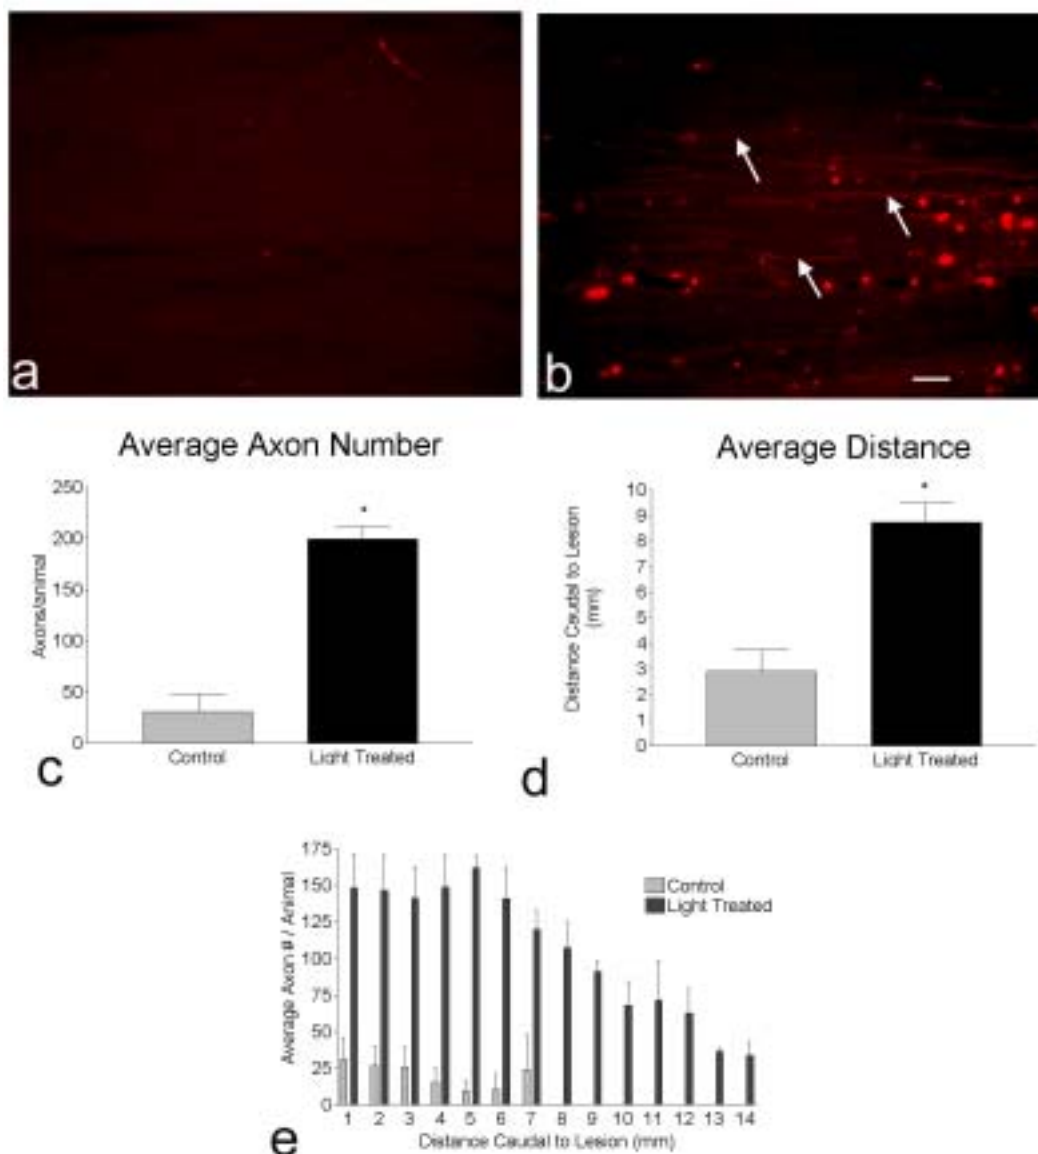 a
b
Average Axon Number
250
200
150
100
50
0
Axons/animal
*
Control
Light Treated
c
Average Distance
10
9
8
7
6
5
4
3
2
1
0
Distance Caudal to Lesion
(mm)
*
Control
Light Treated
d
175
150
125
100
75
50
25
0
Average Axon # / Animal
Control
Light Treated
1 2 3 4 5 6 7 8 9 10 11 12 13 14
Distance Caudal to Lesion (mm)
e